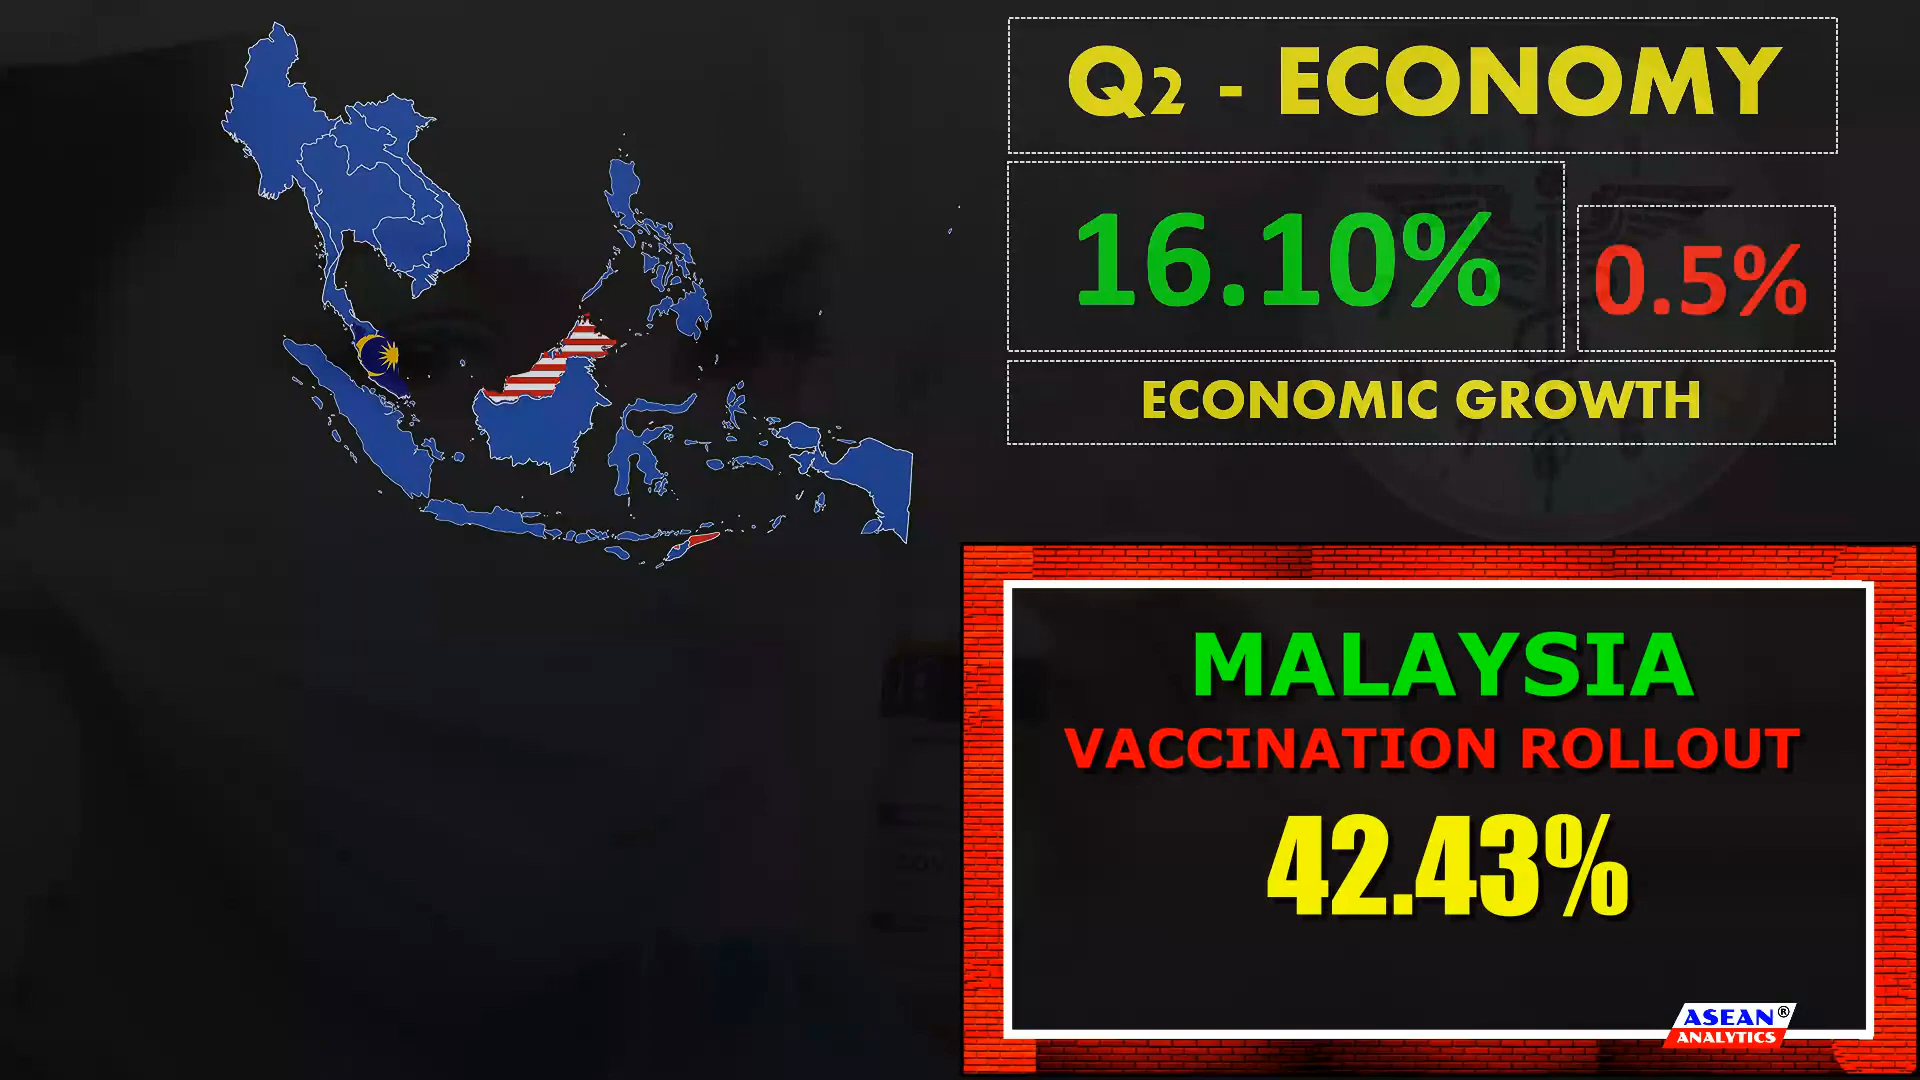 Q2 - ECONOMY
16.10%
0.5%
ECONOMIC GROWTH
MALAYSIA
VACCINATION ROLLOUT
42.43%
ASEAN®
ANALYTICS